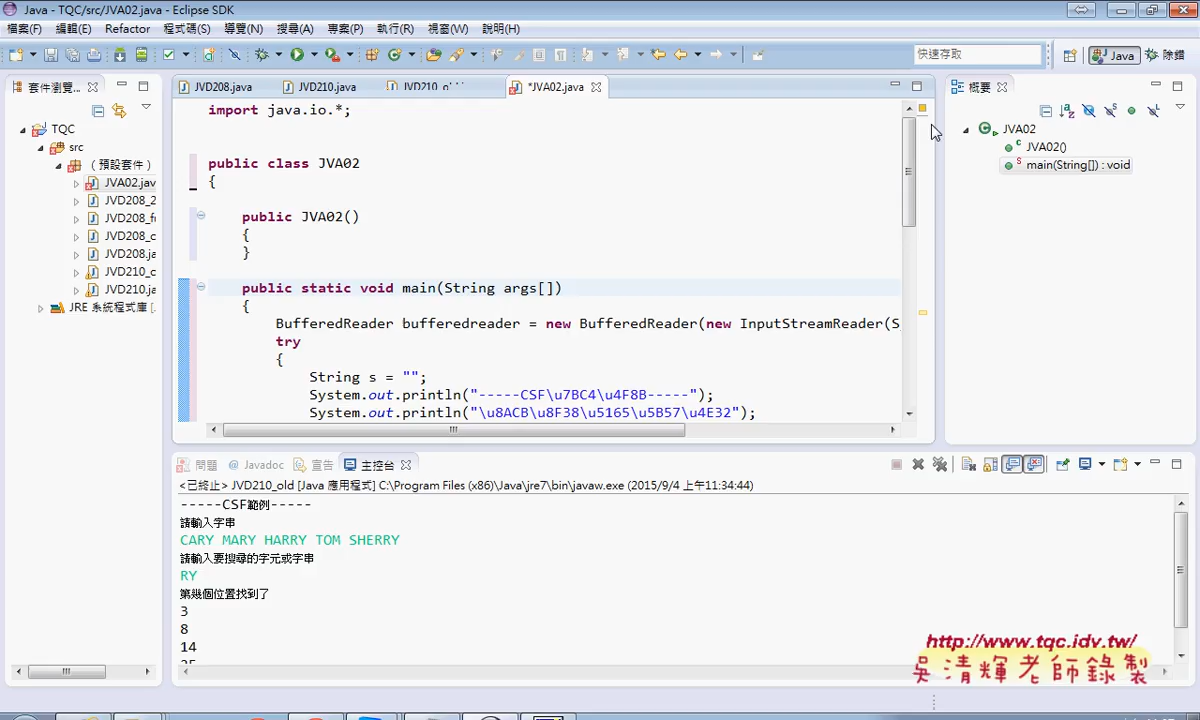 Java - TQC/src/JVA02.java - Eclipse SDK
檔案(F) 編輯(E) Refactor 程式碼(S) 導覽(N) 搜尋(A) 專案(P) 執行(R) 視窗(W) 說明(H)
快速存取 Java 除錯
套件瀏覽...
TQC
src
(預設套件)
JVA02.jav
JVD208_2
JVD208_fu
JVD208_c
JVD208.ja
JVD210_c
JVD210.ja
JRE 系統程式庫 [
JVD208.java JVD210.java *JVA02.java
import java.io.*;
public class JVA02
{
public JVA02()
{
}
public static void main(String args[])
{
BufferedReader bufferedreader = new BufferedReader(new InputStreamReader(S
try
{
String s = "";
System.out.println("-----CSF\u7BC4\u4F8B-----");
System.out.println("\u8ACB\u8F38\u5165\u5B57\u4E32");
概要
JVA02
JVA02()
main(String[]) : void
問題 @ Javadoc 宣告 主控台
<已終止> JVD210_old [Java 應用程式] C:\Program Files (x86)\Java\jre7\bin\javaw.exe (2015/9/4 上午11:34:44)
-----CSF範例-----
請輸入字串
CARY MARY HARRY TOM SHERRY
請輸入要搜尋的字元或字串
RY
第幾個位置找到了
3
8
14
http://www.tqc.idv.tw/
吳清輝老師錄製